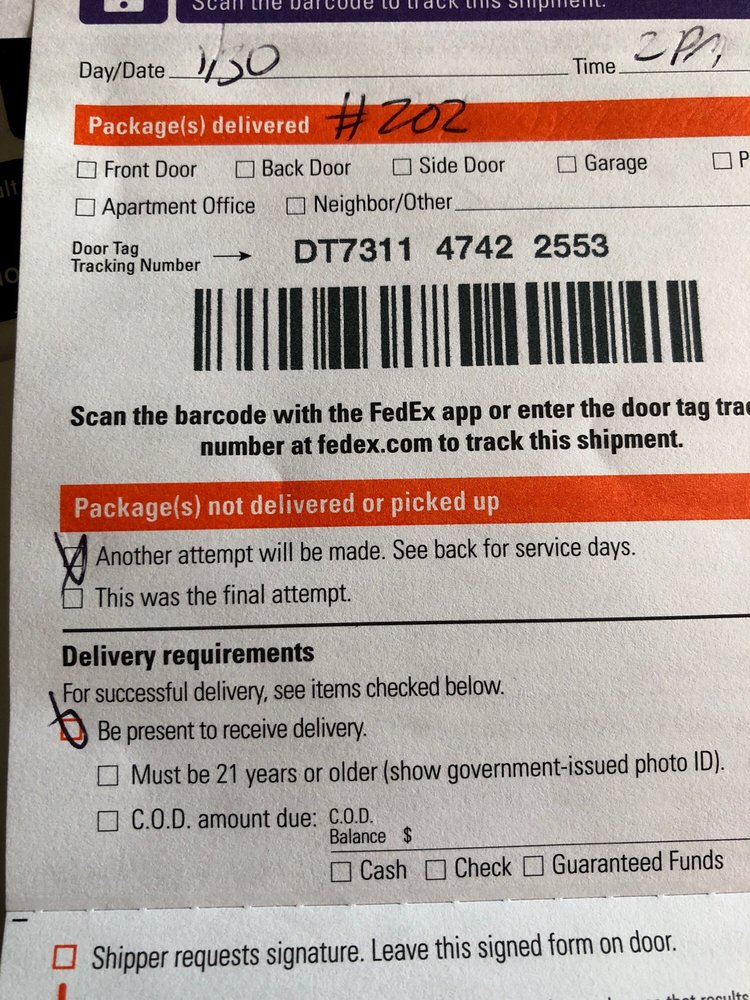 Scan the barcode to track this shipment.
Day/Date 1/30 Time 2 PM
Package(s) delivered #202
Front Door Back Door Side Door Garage P
Apartment Office Neighbor/Other
Door Tag
Tracking Number DT7311 4742 2553
Scan the barcode with the FedEx app or enter the door tag trac
number at fedex.com to track this shipment.
Package(s) not delivered or picked up
Another attempt will be made. See back for service days.
This was the final attempt.
Delivery requirements
For successful delivery, see items checked below.
Be present to receive delivery.
Must be 21 years or older (show government-issued photo ID).
C.O.D. amount due: C.O.D.
Balance $
Cash Check Guaranteed Funds
Shipper requests signature. Leave this signed form on door.
that results